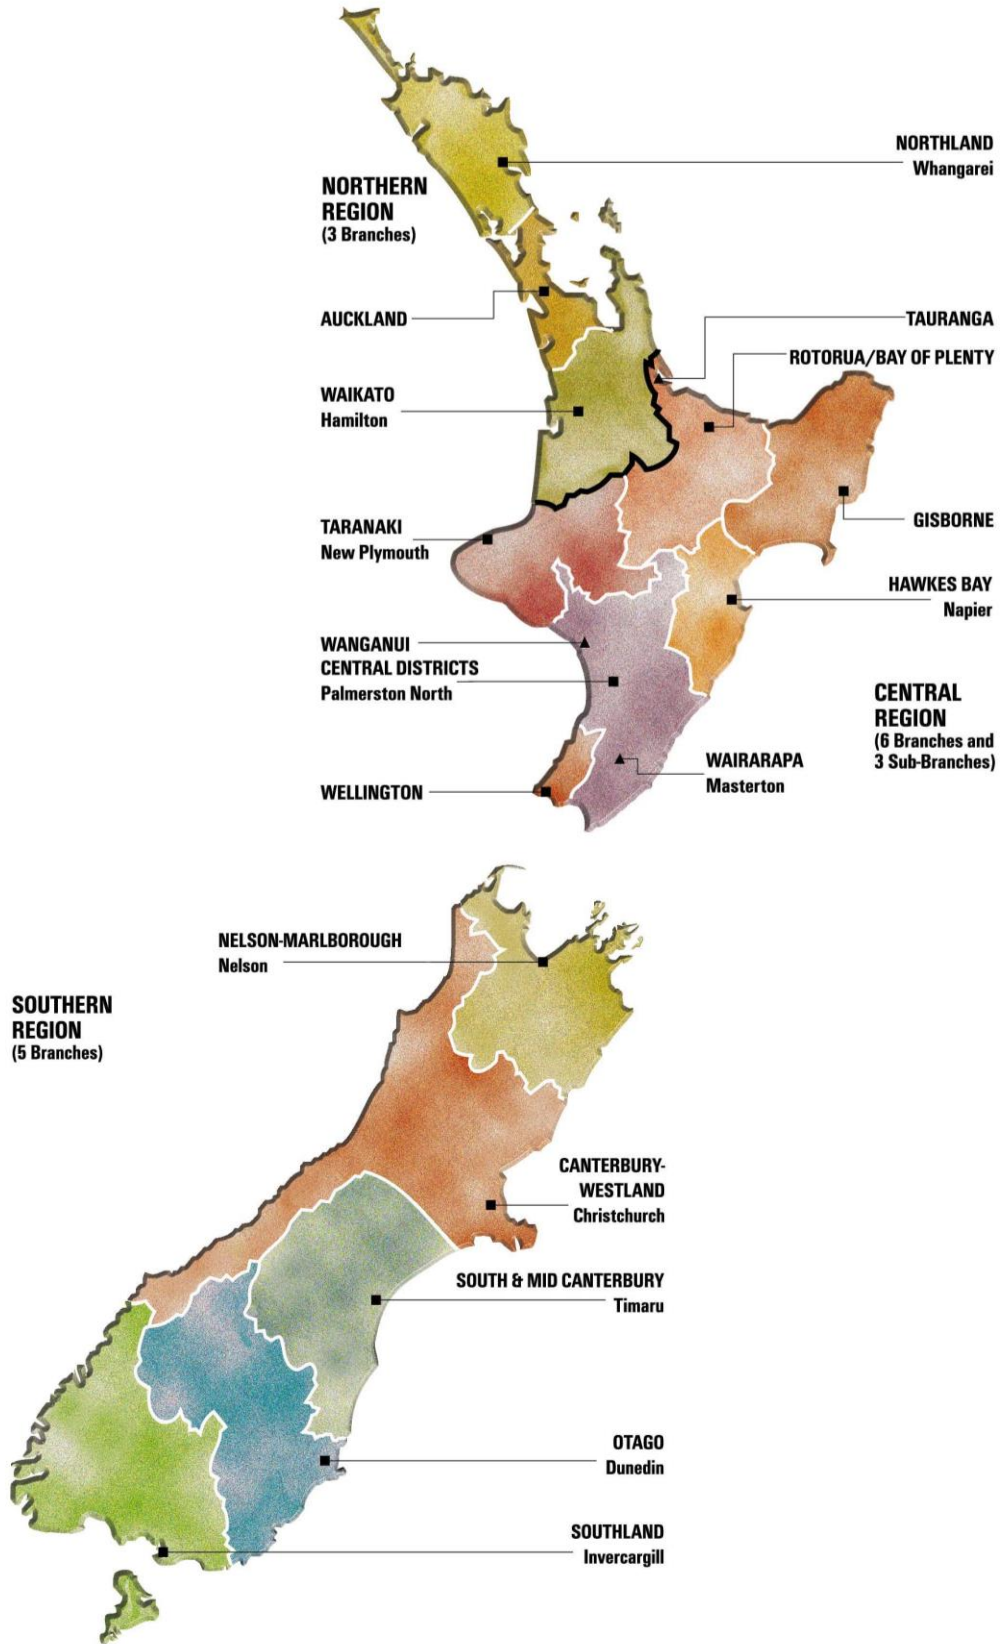 NORTHLAND
Whangarei
NORTHERN
REGION
(3 Branches)
AUCKLAND
TAURANGA
ROTORUA/BAY OF PLENTY
WAIKATO
Hamilton
GISBORNE
TARANAKI
New Plymouth
HAWKES BAY
Napier
WANGANUI
CENTRAL DISTRICTS
Palmerston North
CENTRAL
REGION
(6 Branches and
3 Sub-Branches)
WAIRARAPA
Masterton
WELLINGTON
NELSON-MARLBOROUGH
Nelson
SOUTHERN
REGION
(5 Branches)
CANTERBURY-
WESTLAND
Christchurch
SOUTH & MID CANTERBURY
Timaru
OTAGO
Dunedin
SOUTHLAND
Invercargill